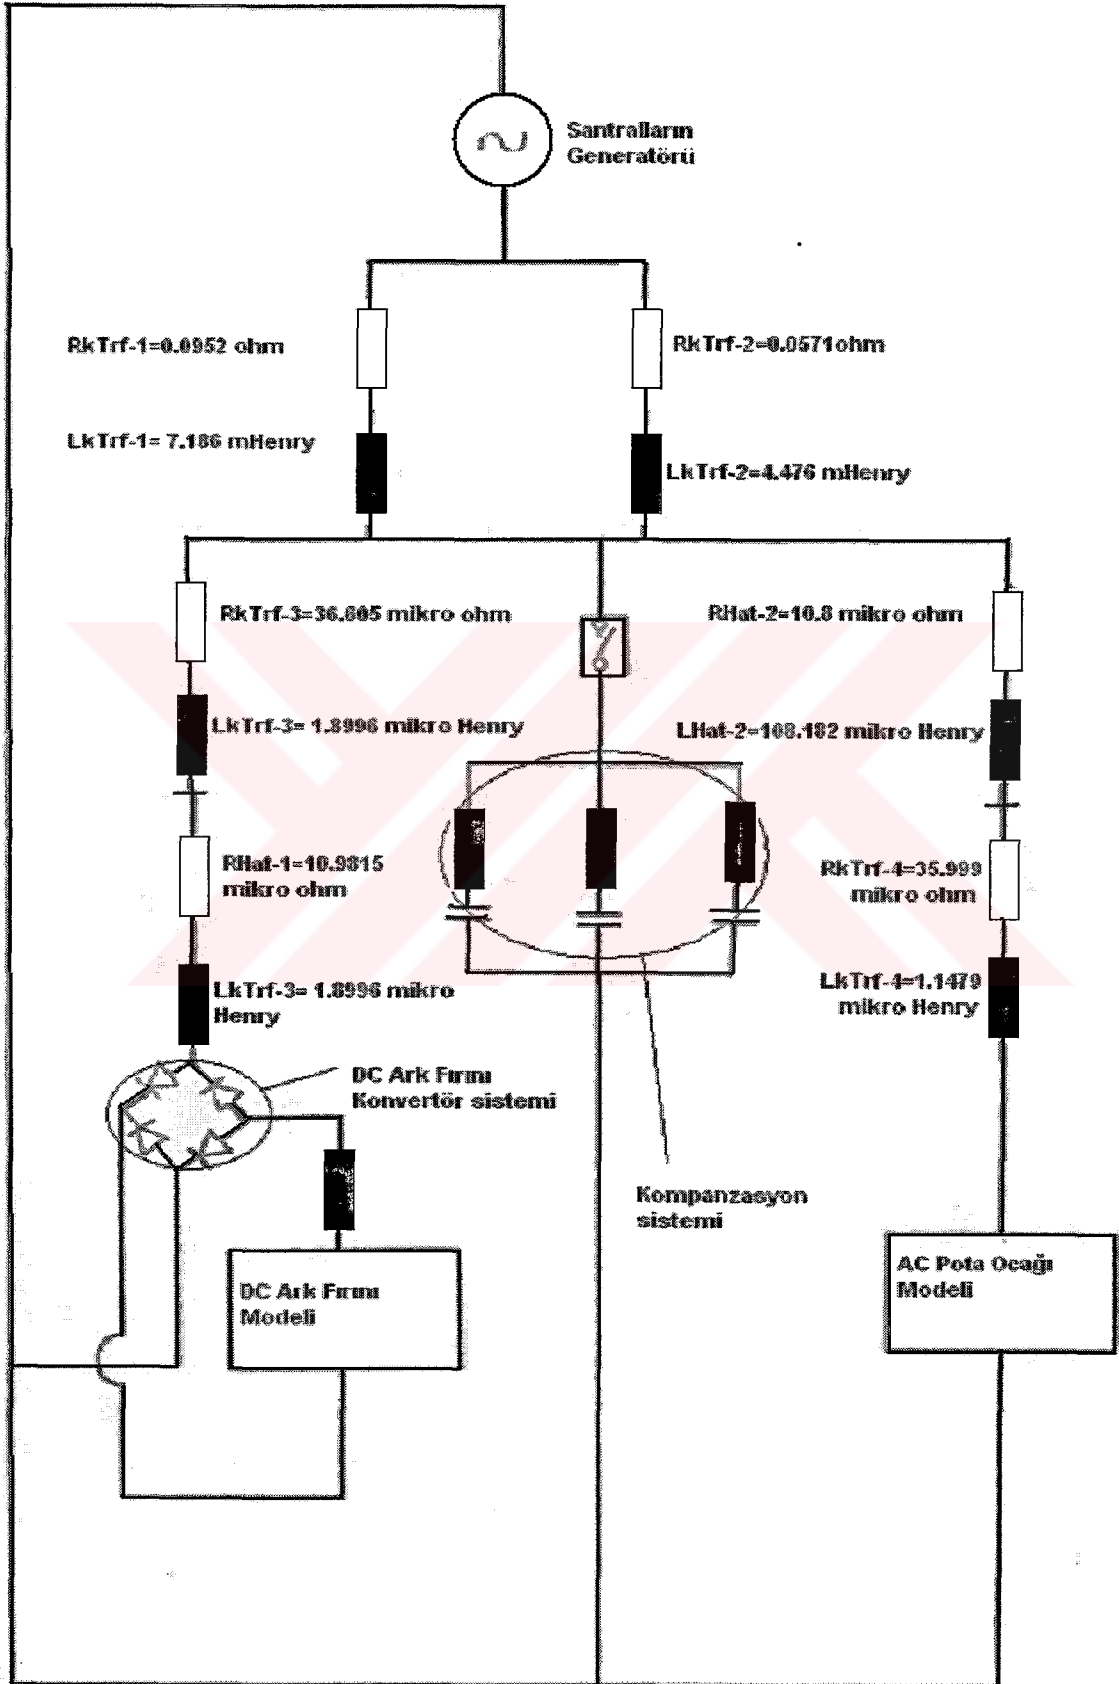 Santralların
Generatörü
RkTrf-1=0.0952 ohm
RkTrf-2=0.0571ohm
LkTrf-1= 7.186 mHenry
LkTrf-2=4.476 mHenry
RkTrf-3=36.605 mikro ohm
RHat-2=10.8 mikro ohm
LkTrf-3= 1.8996 mikro Henry
LHat-2=108.182 mikro Henry
RHat-1=10.9815
mikro ohm
RkTrf-4=35.999
mikro ohm
LkTrf-3= 1.8996 mikro
Henry
LkTrf-4=1.1479
mikro Henry
DC Ark Fırını
Konvertör sistemi
Kompanzasyon
sistemi
DC Ark Fırını
Modeli
AC Pota Ocağı
Modeli